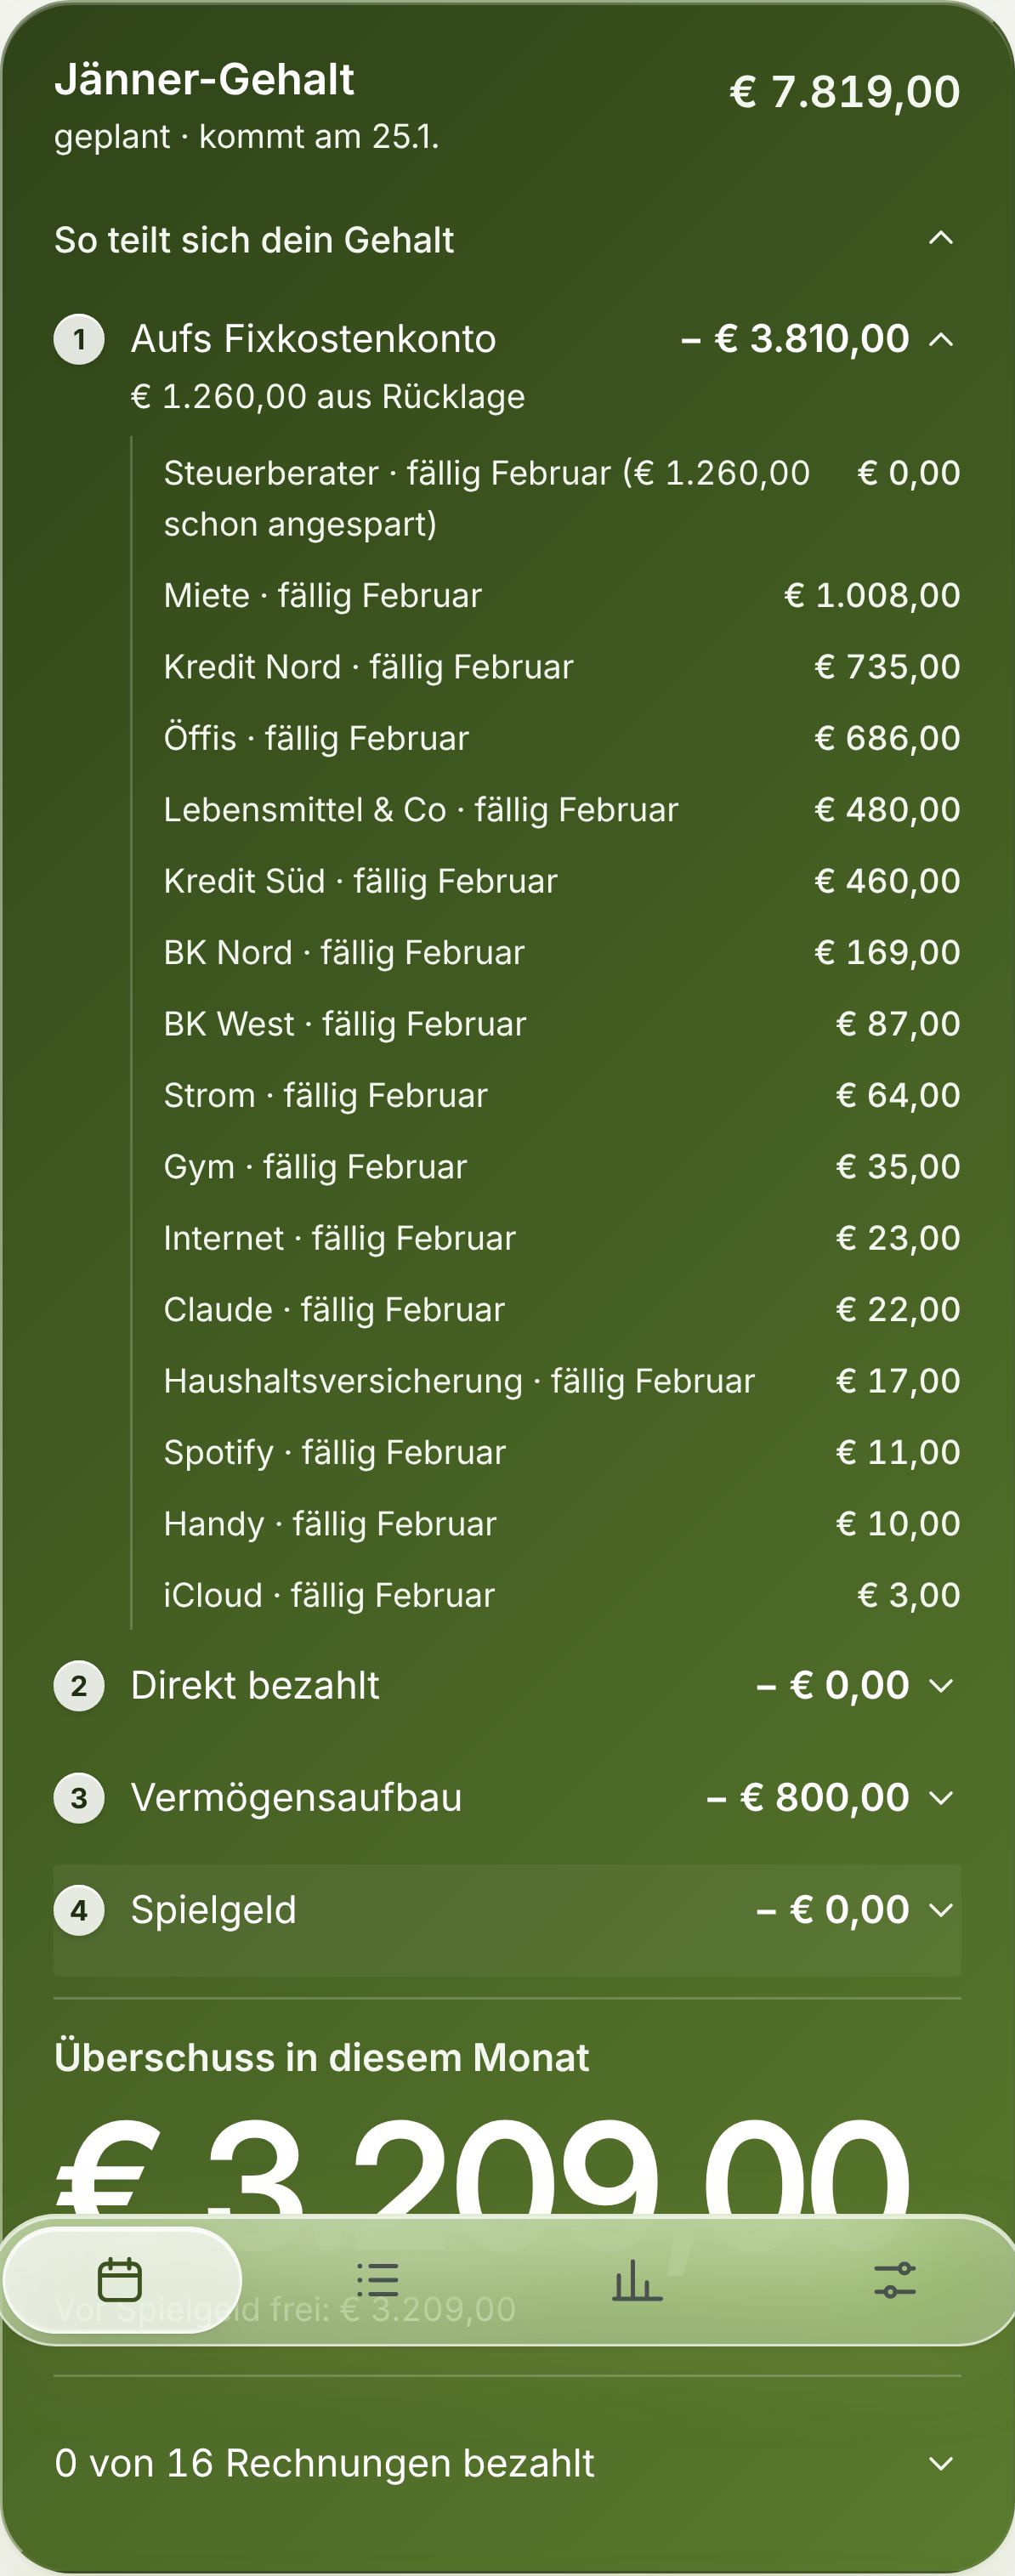 Jänner-Gehalt
€ 7.819,00
geplant · kommt am 25.1.
So teilt sich dein Gehalt
1 Aufs Fixkostenkonto – € 3.810,00
€ 1.260,00 aus Rücklage
Steuerberater · fällig Februar (€ 1.260,00 € 0,00
schon angespart)
Miete · fällig Februar € 1.008,00
Kredit Nord · fällig Februar € 735,00
Öffis · fällig Februar € 686,00
Lebensmittel & Co · fällig Februar € 480,00
Kredit Süd · fällig Februar € 460,00
BK Nord · fällig Februar € 169,00
BK West · fällig Februar € 87,00
Strom · fällig Februar € 64,00
Gym · fällig Februar € 35,00
Internet · fällig Februar € 23,00
Claude · fällig Februar € 22,00
Haushaltsversicherung · fällig Februar € 17,00
Spotify · fällig Februar € 11,00
Handy · fällig Februar € 10,00
iCloud · fällig Februar € 3,00
2 Direkt bezahlt – € 0,00
3 Vermögensaufbau – € 800,00
4 Spielgeld – € 0,00
Überschuss in diesem Monat
€ 3.209,00
Vor Spielgeld frei: € 3.209,00
0 von 16 Rechnungen bezahlt